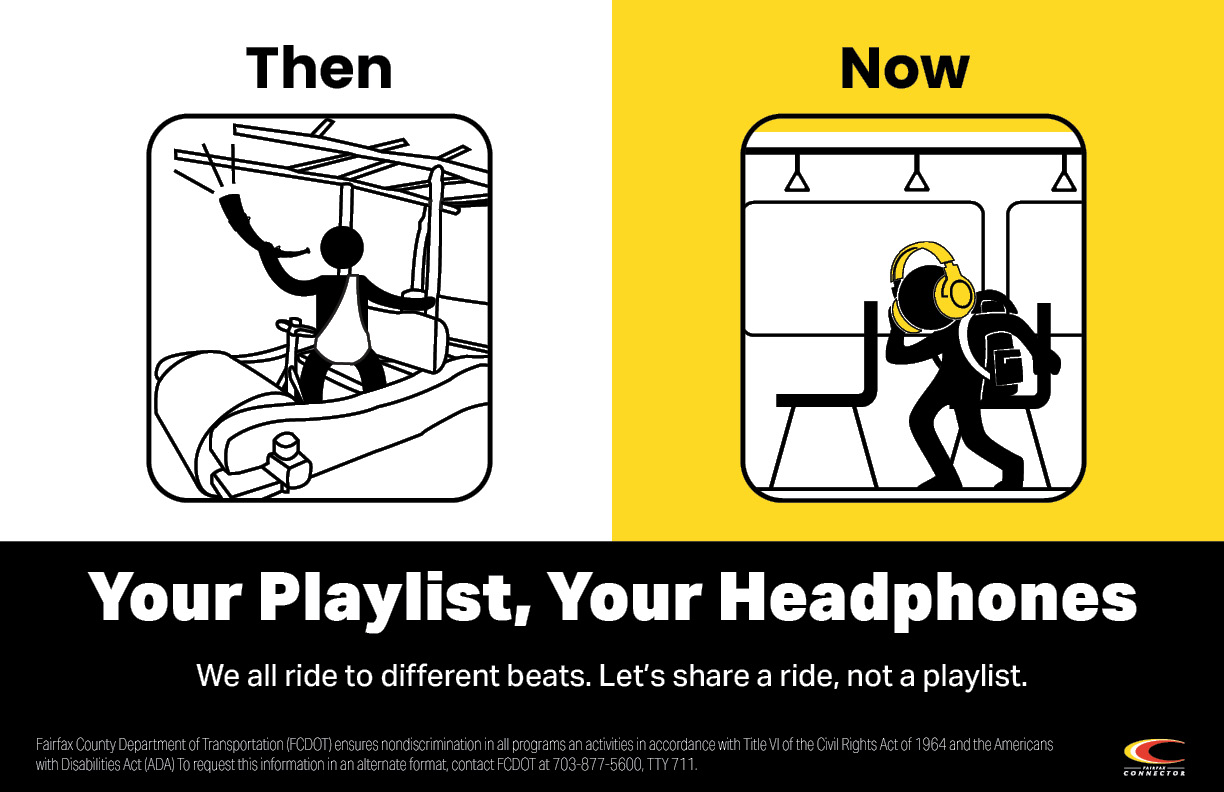 Then
Now
Your Playlist, Your Headphones
We all ride to different beats. Let's share a ride, not a playlist.
Fairfax County Department of Transportation (FCDOT) ensures nondiscrimination in all programs an activities in accordance with Title VI of the Civil Rights Act of 1964 and the Americans
with Disabilities Act (ADA) To request this information in an alternate format, contact FCDOT at 703-877-5600, TTY 711.
FAIRFAX
CONNECTOR